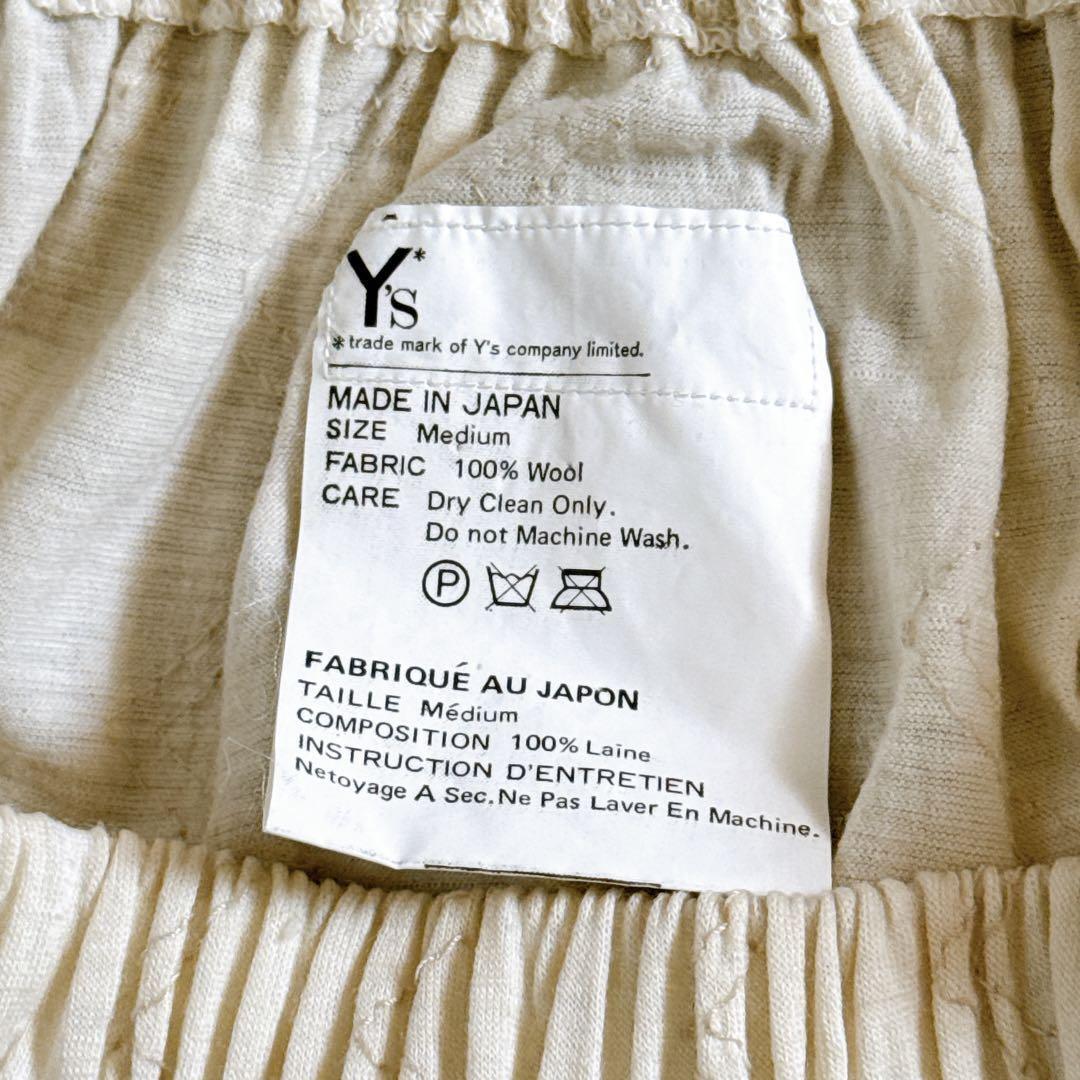 Y's*
*trade mark of Y's company limited.
MADE IN JAPAN
SIZE Medium
FABRIC 100% Wool
CARE Dry Clean Only.
Do not Machine Wash.
P
FABRIQUÉ AU JAPON
TAILLE Médium
COMPOSITION 100% Laîne
INSTRUCTION D'ENTRETIEN
Netoyage A Sec. Ne Pas Laver En Machine.